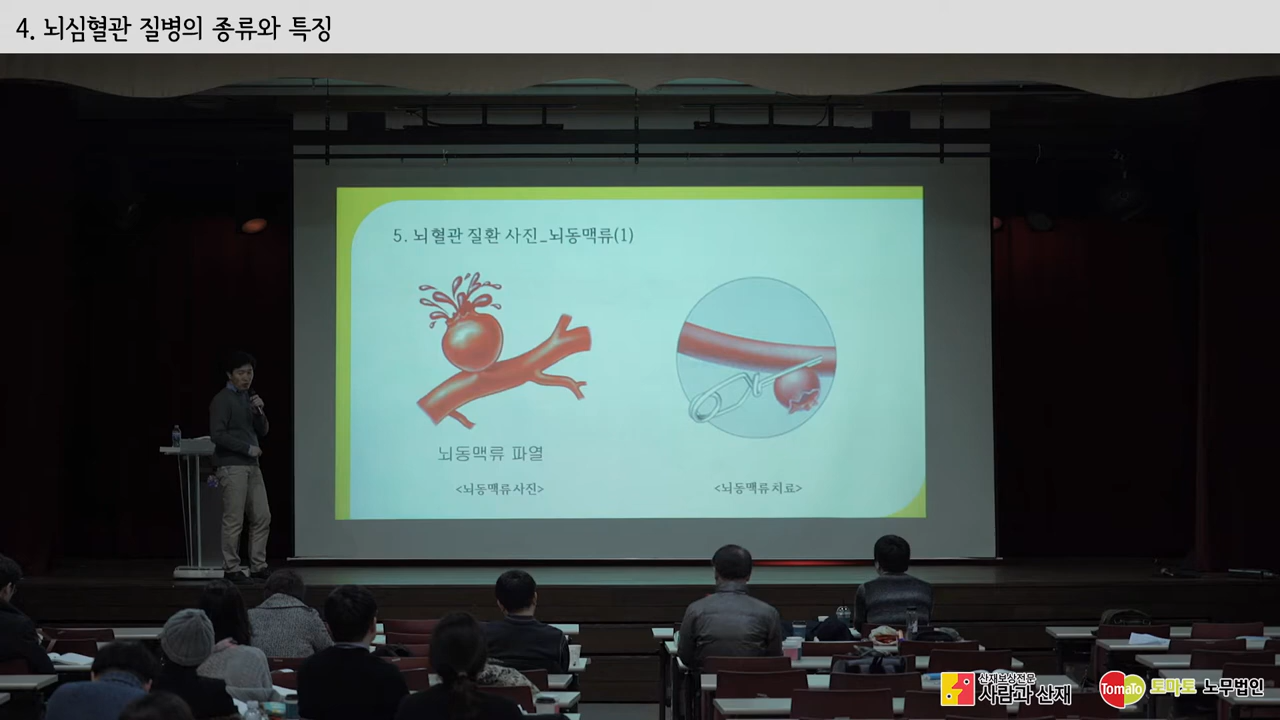 4. 뇌심혈관 질병의 종류와 특징
5. 뇌혈관 질환 사진_뇌동맥류(1)
뇌동맥류 파열
<뇌동맥류 사진>
<뇌동맥류 치료>
산재보상전문
사람과 산재
TomaTo
토마토 노무법인